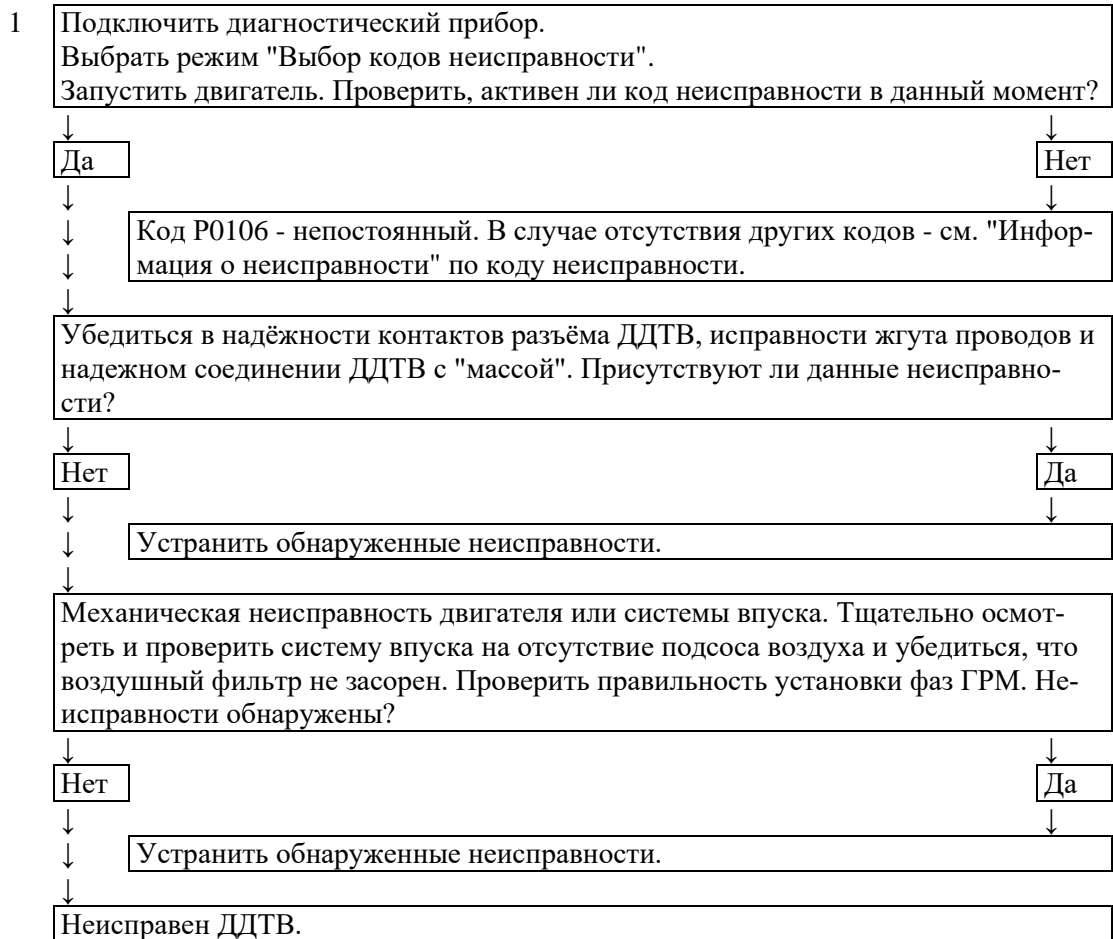 1 Подключить диагностический прибор.
Выбрать режим "Выбор кодов неисправности".
Запустить двигатель. Проверить, активен ли код неисправности в данный момент?
↓ ↓
Да Нет
↓ ↓
↓ Код Р0106 - непостоянный. В случае отсутствия других кодов - см. "Инфор-
↓ мация о неисправности" по коду неисправности.
↓
Убедиться в надёжности контактов разъёма ДДТВ, исправности жгута проводов и
надежном соединении ДДТВ с "массой". Присутствуют ли данные неисправно-
сти?
↓ ↓
Нет Да
↓ ↓
↓ Устранить обнаруженные неисправности.
↓
Механическая неисправность двигателя или системы впуска. Тщательно осмот-
реть и проверить систему впуска на отсутствие подсоса воздуха и убедиться, что
воздушный фильтр не засорен. Проверить правильность установки фаз ГРМ. Не-
исправности обнаружены?
↓ ↓
Нет Да
↓ ↓
↓ Устранить обнаруженные неисправности.
↓
Неисправен ДДТВ.